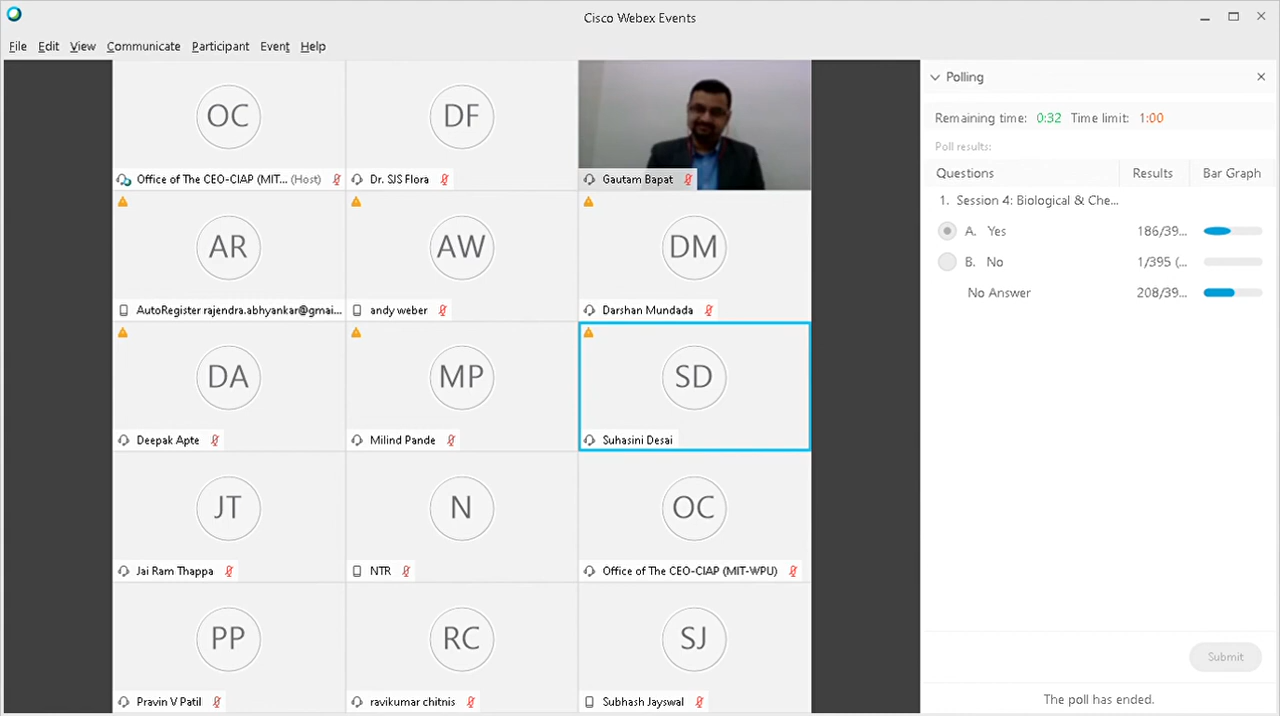 Cisco Webex Events
File Edit View Communicate Participant Event Help
OC
DF
Office of The CEO-CIAP (MIT... (Host)
Dr. SJS Flora
Gautam Bapat
AR
AW
DM
AutoRegister rajendra.abhyankar@gmai...
andy weber
Darshan Mundada
DA
MP
SD
Deepak Apte
Milind Pande
Suhasini Desai
JT
N
OC
Jai Ram Thappa
NTR
Office of The CEO-CIAP (MIT-WPU)
PP
RC
SJ
Pravin V Patil
ravikumar chitnis
Subhash Jayswal
Polling
Remaining time: 0:32 Time limit: 1:00
Poll results:
Questions Results Bar Graph
1. Session 4: Biological & Che...
A. Yes 186/39...
B. No 1/395 (...
No Answer 208/39...
Submit
The poll has ended.